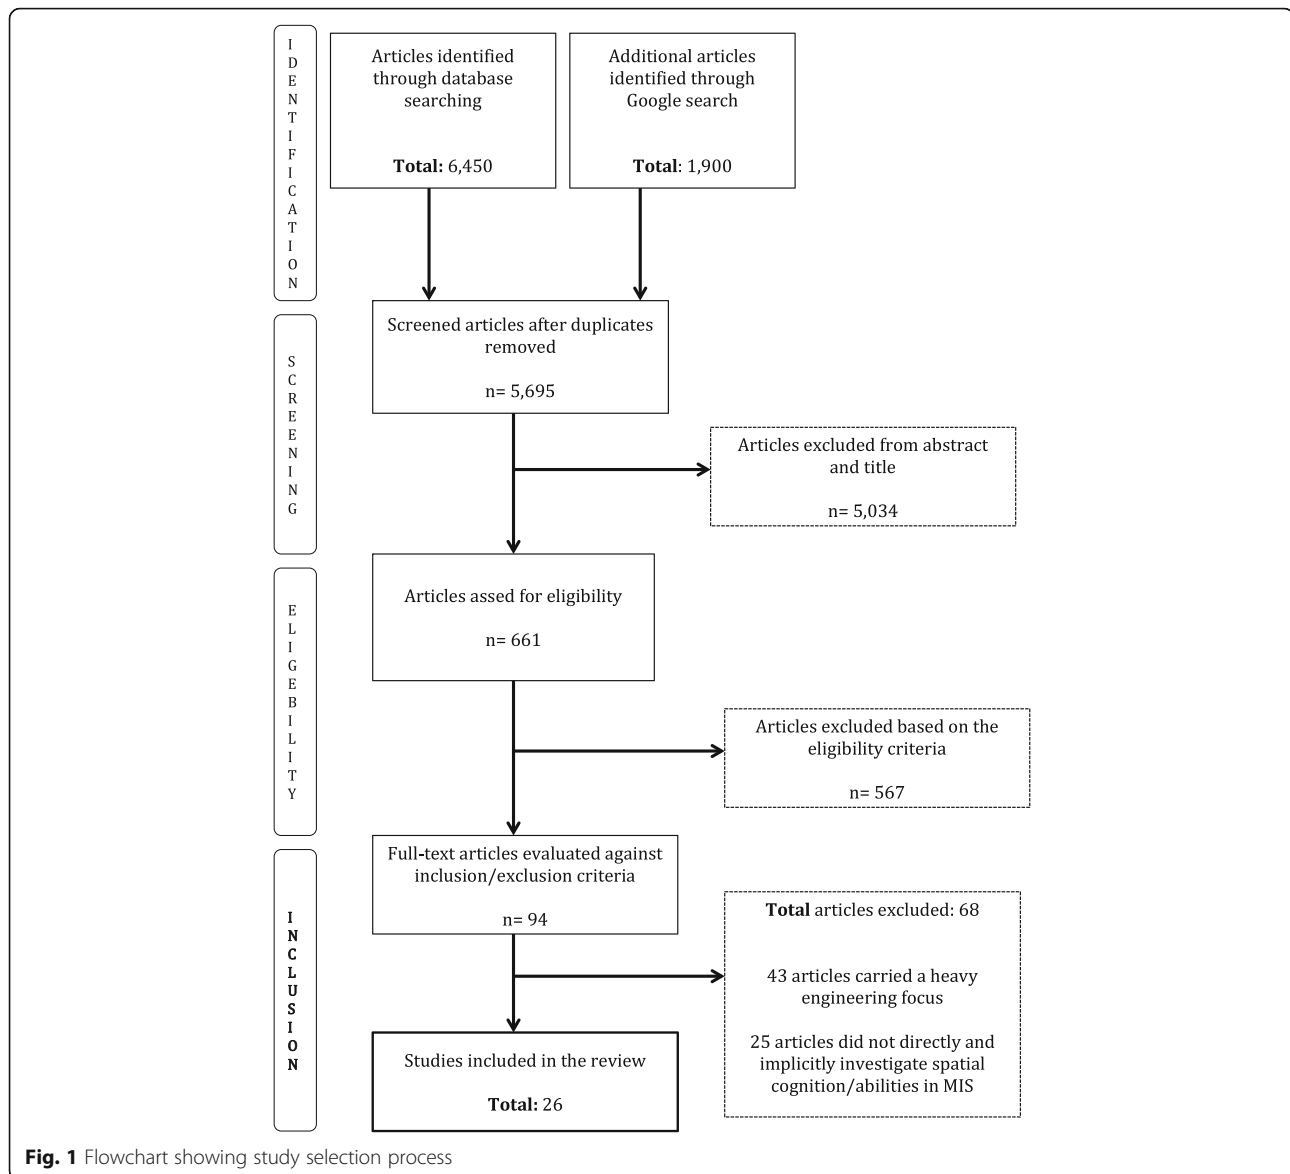 IDENTIFICATION
Articles identified
through database
searching
Total: 6,450
Additional articles
identified through
Google search
Total: 1,900
SCREENING
Screened articles after duplicates
removed
n= 5,695
Articles excluded from abstract
and title
n= 5,034
ELIGEBILITY
Articles assed for eligibility
n= 661
Articles excluded based on the
eligibility criteria
n= 567
INCLUSION
Full-text articles evaluated against
inclusion/exclusion criteria
n= 94
Total articles excluded: 68
43 articles carried a heavy
engineering focus
25 articles did not directly and
implicitly investigate spatial
cognition/abilities in MIS
Studies included in the review
Total: 26
Fig. 1 Flowchart showing study selection process